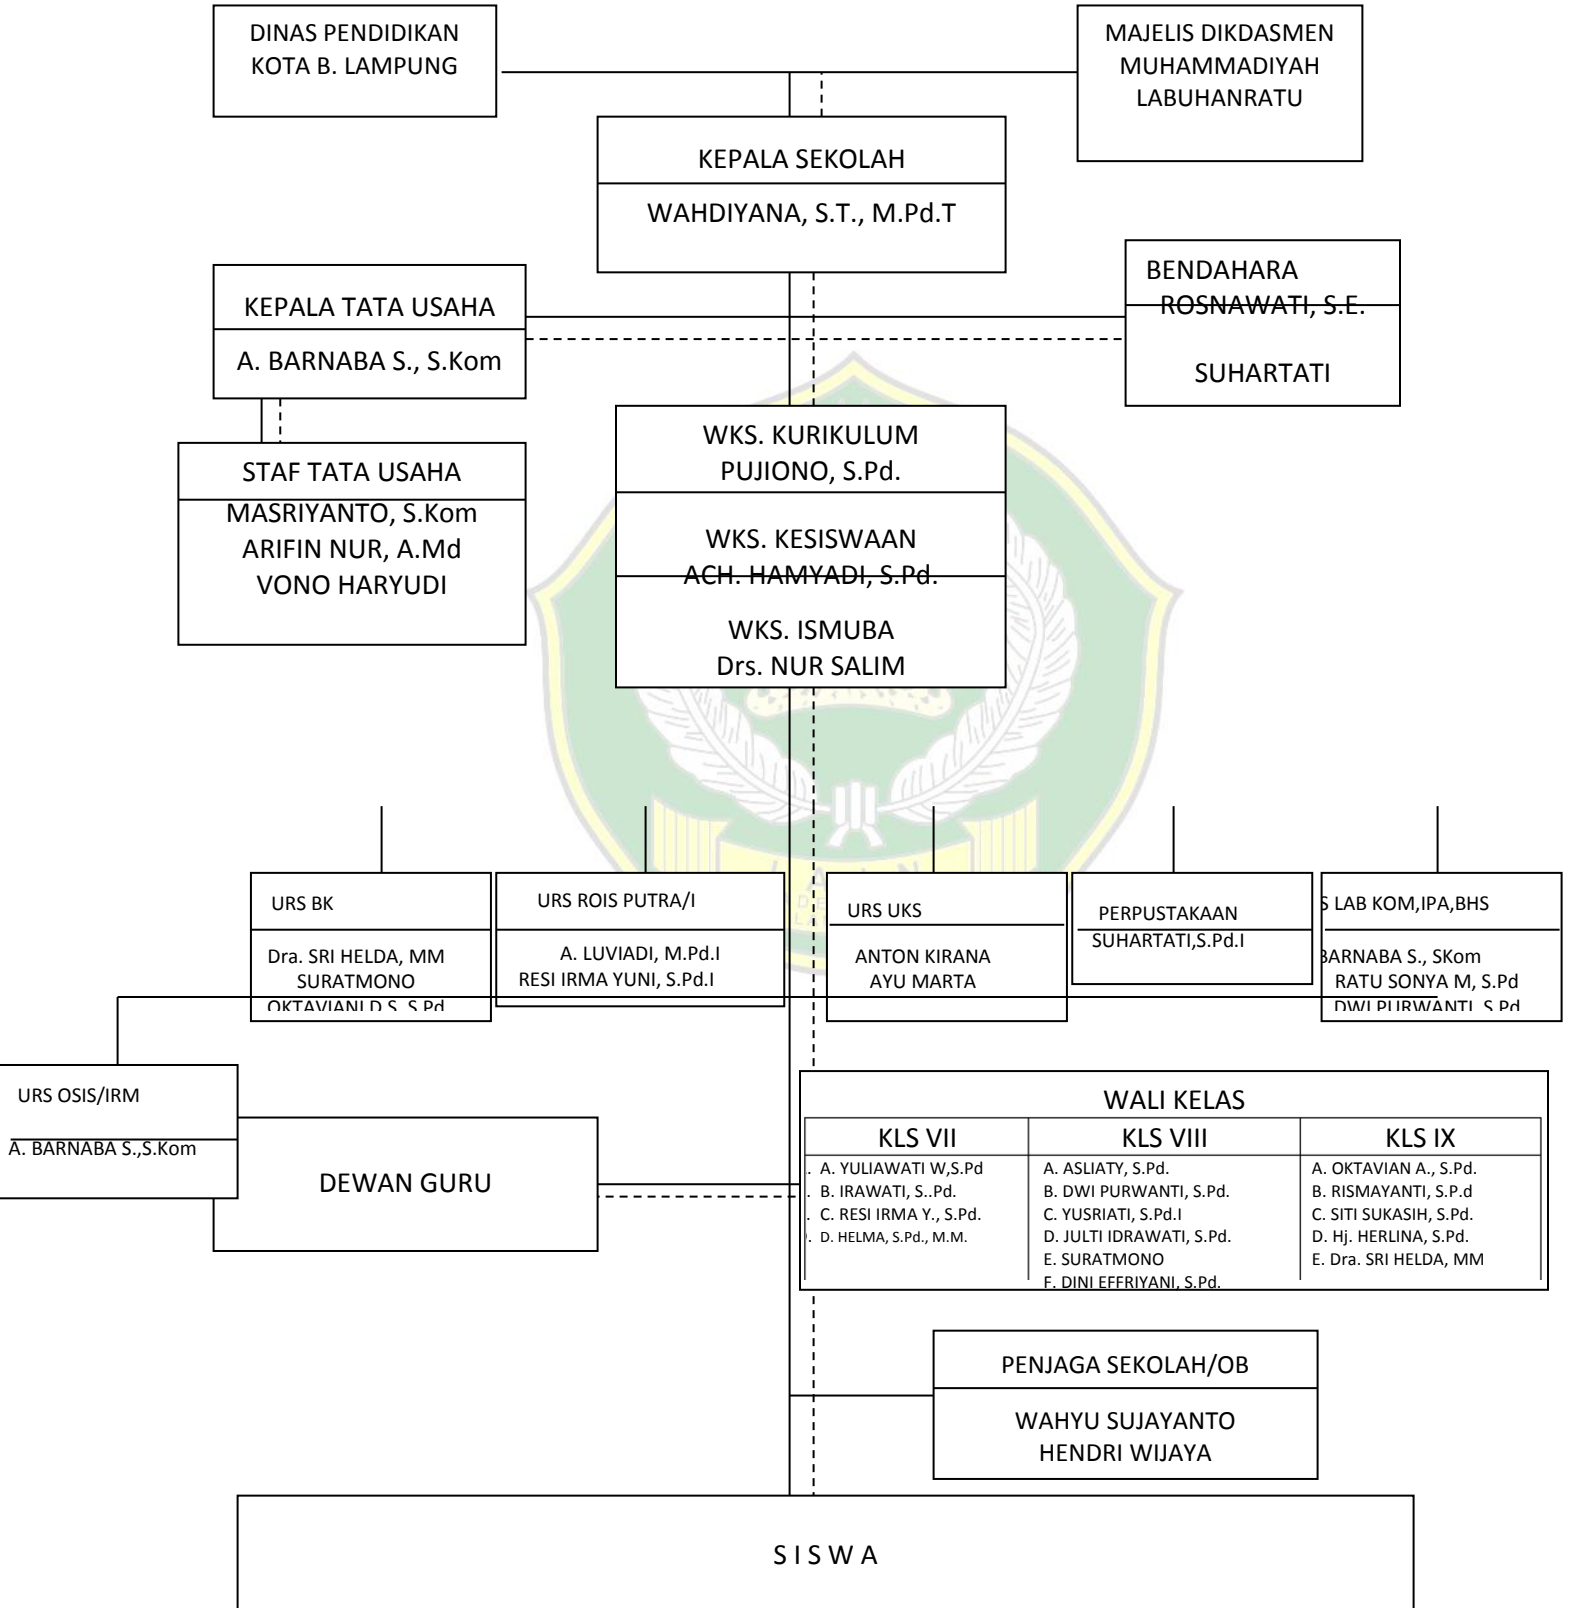 DINAS PENDIDIKAN
KOTA B. LAMPUNG
MAJELIS DIKDASMEN
MUHAMMADIYAH
LABUHANRATU
KEPALA SEKOLAH
WAHDIYANA, S.T., M.Pd.T
KEPALA TATA USAHA
A. BARNABA S., S.Kom
BENDAHARA
ROSNAWATI, S.E.
SUHARTATI
STAF TATA USAHA
MASRIYANTO, S.Kom
ARIFIN NUR, A.Md
VONO HARYUDI
WKS. KURIKULUM
PUJIONO, S.Pd.
WKS. KESISWAAN
ACH. HAMYADI, S.Pd.
WKS. ISMUBA
Drs. NUR SALIM
URS BK
Dra. SRI HELDA, MM
SURATMONO
OKTAVIANI D.S, S.Pd
URS ROIS PUTRA/I
A. LUVIADI, M.Pd.I
RESI IRMA YUNI, S.Pd.I
URS UKS
ANTON KIRANA
AYU MARTA
PERPUSTAKAAN
SUHARTATI,S.Pd.I
S LAB KOM,IPA,BHS
BARNABA S., SKom
RATU SONYA M, S.Pd
DWI PURWANTI, S.Pd
URS OSIS/IRM
A. BARNABA S.,S.Kom
DEWAN GURU
WALI KELAS
KLS VII
A. YULIAWATI W,S.Pd
B. IRAWATI, S..Pd.
C. RESI IRMA Y., S.Pd.
D. HELMA, S.Pd., M.M.
KLS VIII
A. ASLIATY, S.Pd.
B. DWI PURWANTI, S.Pd.
C. YUSRIATI, S.Pd.I
D. JULTI IDRAWATI, S.Pd.
E. SURATMONO
F. DINI EFFRIYANI, S.Pd.
KLS IX
A. OKTAVIAN A., S.Pd.
B. RISMAYANTI, S.P.d
C. SITI SUKASIH, S.Pd.
D. Hj. HERLINA, S.Pd.
E. Dra. SRI HELDA, MM
PENJAGA SEKOLAH/OB
WAHYU SUJAYANTO
HENDRI WIJAYA
S I S W A